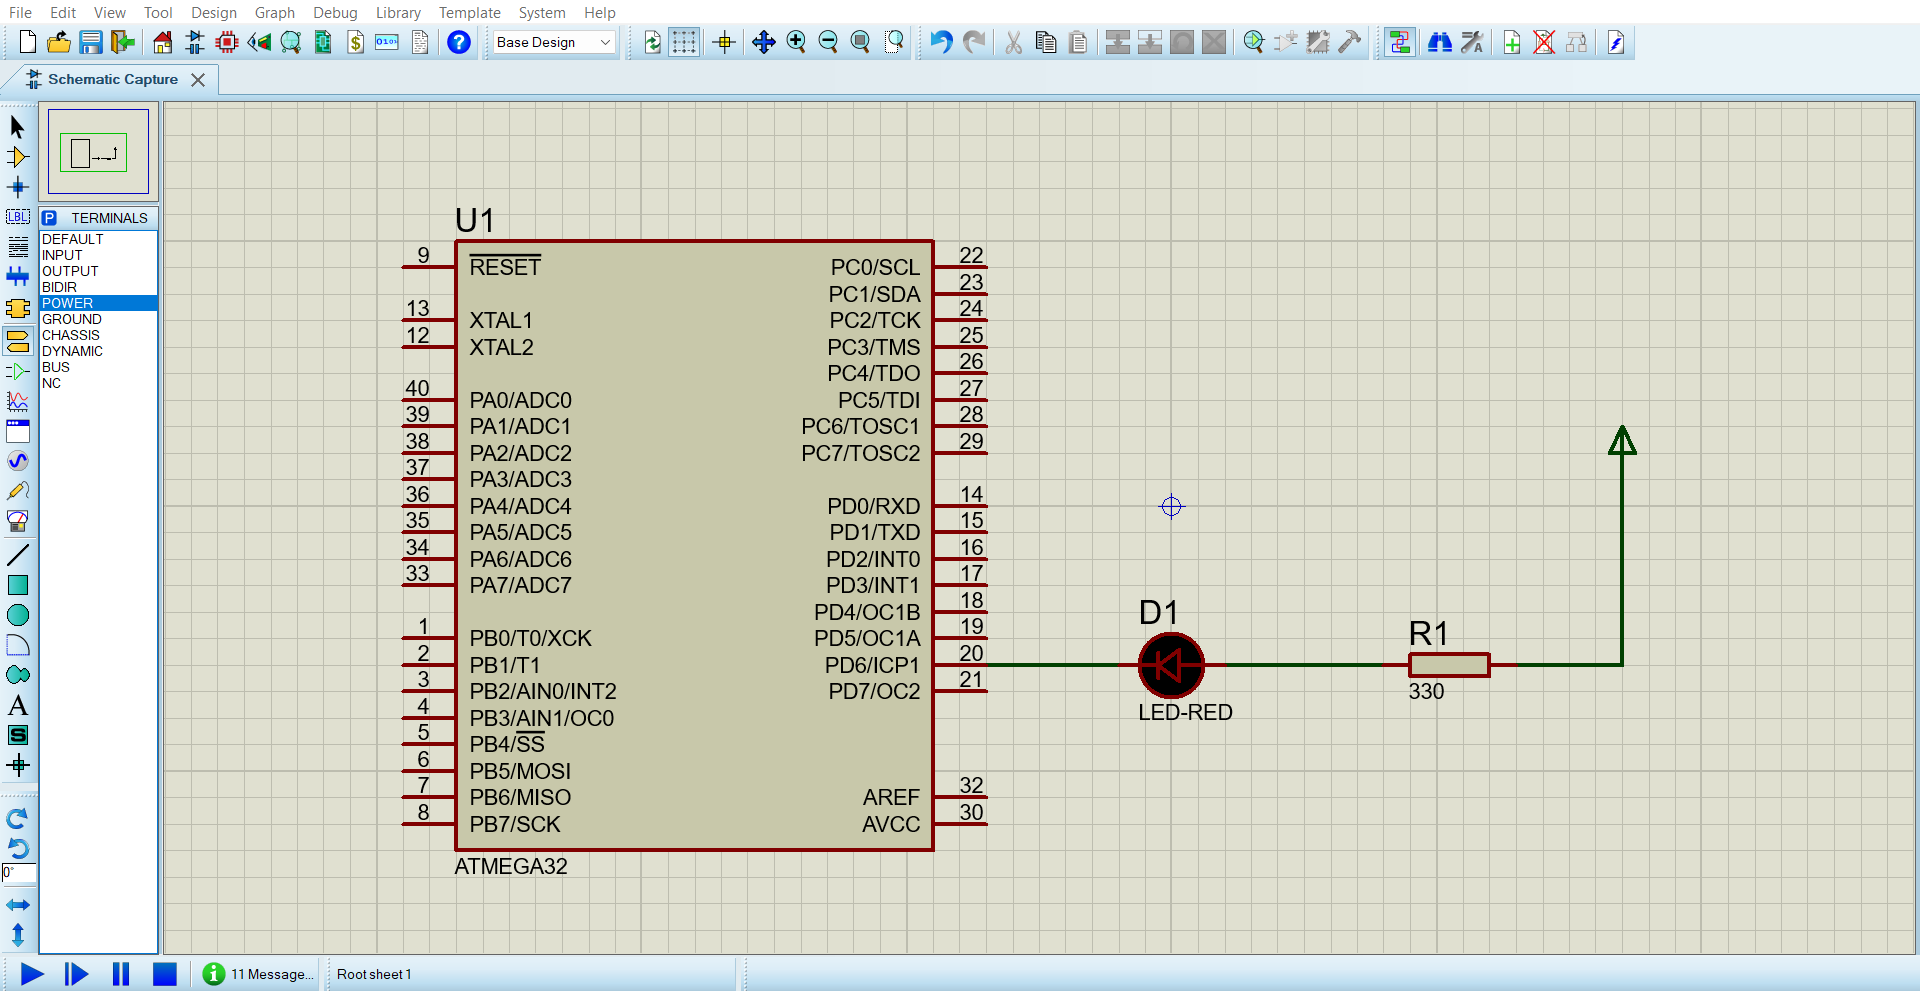 File Edit View Tool Design Graph Debug Library Template System Help
Base Design
Schematic Capture
LBL
P TERMINALS
DEFAULT
INPUT
OUTPUT
BIDIR
POWER
GROUND
CHASSIS
DYNAMIC
BUS
NC
A
S
0°
U1
9 RESET PC0/SCL 22
PC1/SDA 23
13 XTAL1 PC2/TCK 24
12 XTAL2 PC3/TMS 25
PC4/TDO 26
40 PA0/ADC0 PC5/TDI 27
39 PA1/ADC1 PC6/TOSC1 28
38 PA2/ADC2 PC7/TOSC2 29
37 PA3/ADC3
36 PA4/ADC4 PD0/RXD 14
35 PA5/ADC5 PD1/TXD 15
34 PA6/ADC6 PD2/INT0 16
33 PA7/ADC7 PD3/INT1 17
PD4/OC1B 18
1 PB0/T0/XCK PD5/OC1A 19
2 PB1/T1 PD6/ICP1 20
3 PB2/AIN0/INT2 PD7/OC2 21
4 PB3/AIN1/OC0
5 PB4/SS
6 PB5/MOSI
7 PB6/MISO AREF 32
8 PB7/SCK AVCC 30
ATMEGA32
D1
LED-RED
R1
330
11 Message... Root sheet 1